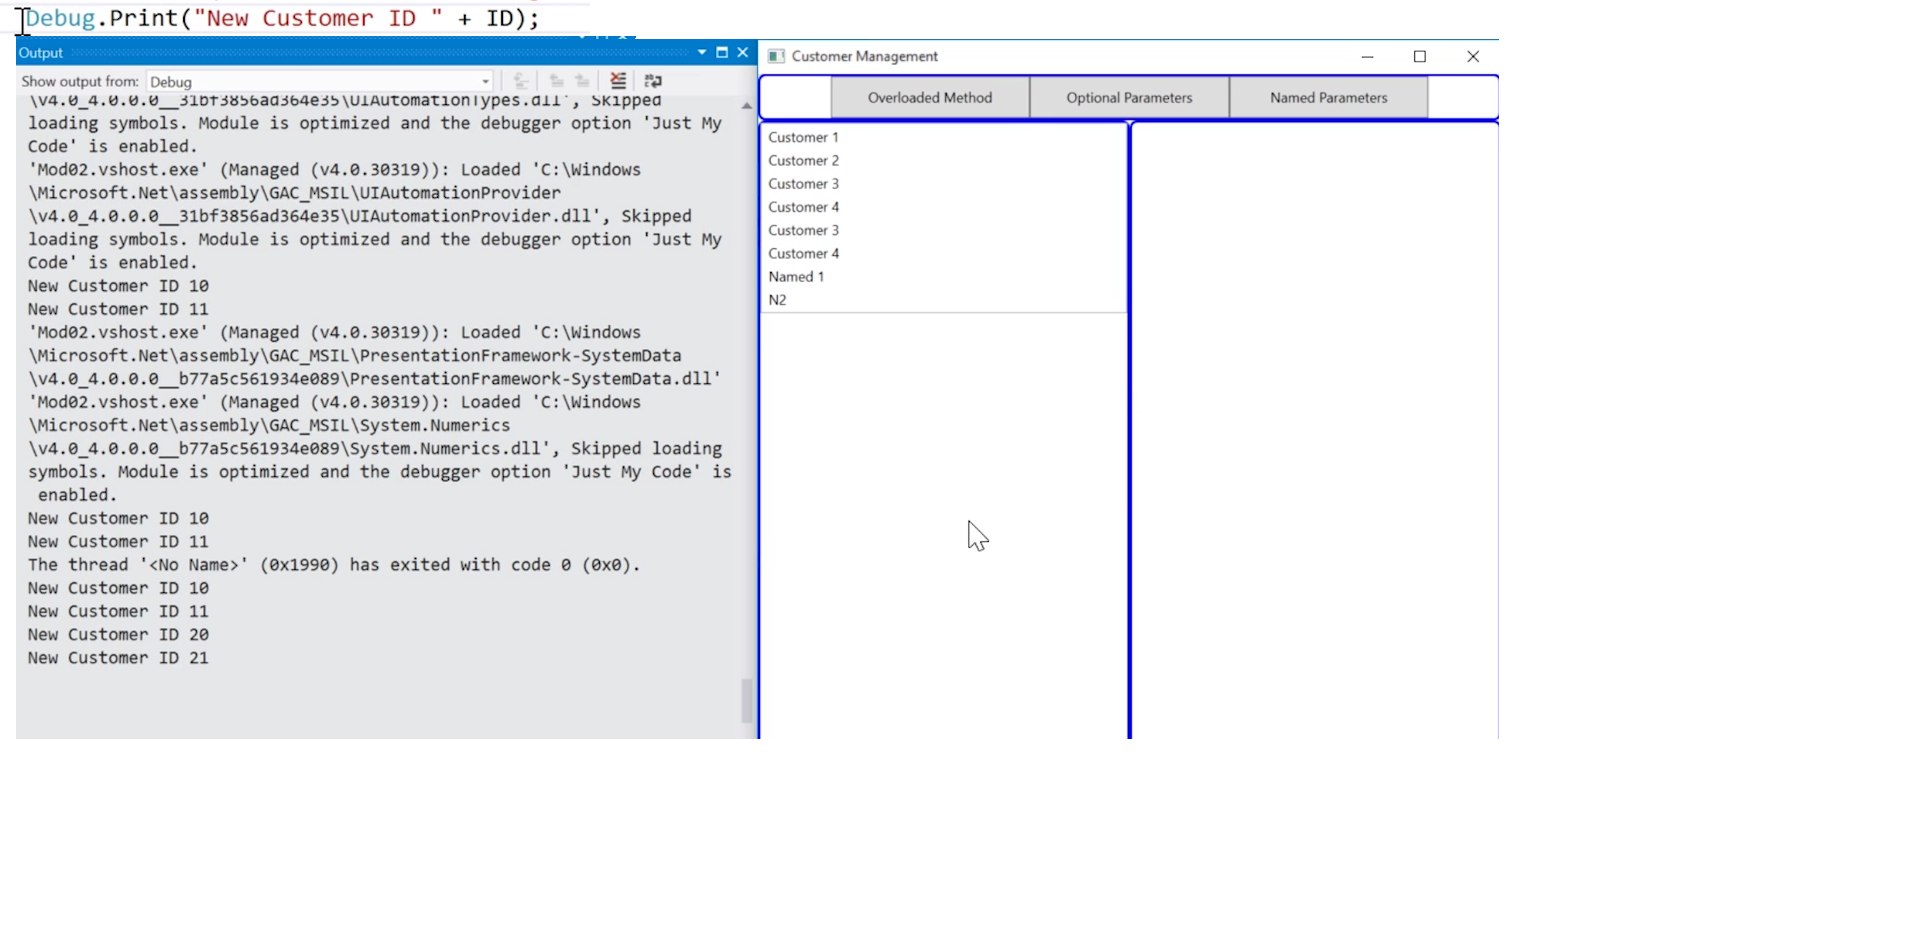 Debug.Print("New Customer ID " + ID);
Output
Show output from: Debug
\v4.0_4.0.0.0__31bf3856ad364e35\UIAutomationTypes.dll', Skipped
loading symbols. Module is optimized and the debugger option 'Just My
Code' is enabled.
'Mod02.vshost.exe' (Managed (v4.0.30319)): Loaded 'C:\Windows
\Microsoft.Net\assembly\GAC_MSIL\UIAutomationProvider
\v4.0_4.0.0.0__31bf3856ad364e35\UIAutomationProvider.dll', Skipped
loading symbols. Module is optimized and the debugger option 'Just My
Code' is enabled.
New Customer ID 10
New Customer ID 11
'Mod02.vshost.exe' (Managed (v4.0.30319)): Loaded 'C:\Windows
\Microsoft.Net\assembly\GAC_MSIL\PresentationFramework-SystemData
\v4.0_4.0.0.0__b77a5c561934e089\PresentationFramework-SystemData.dll'
'Mod02.vshost.exe' (Managed (v4.0.30319)): Loaded 'C:\Windows
\Microsoft.Net\assembly\GAC_MSIL\System.Numerics
\v4.0_4.0.0.0__b77a5c561934e089\System.Numerics.dll', Skipped loading
symbols. Module is optimized and the debugger option 'Just My Code' is
enabled.
New Customer ID 10
New Customer ID 11
The thread '<No Name>' (0x1990) has exited with code 0 (0x0).
New Customer ID 10
New Customer ID 11
New Customer ID 20
New Customer ID 21
Customer Management
Overloaded Method
Optional Parameters
Named Parameters
Customer 1
Customer 2
Customer 3
Customer 4
Customer 3
Customer 4
Named 1
N2